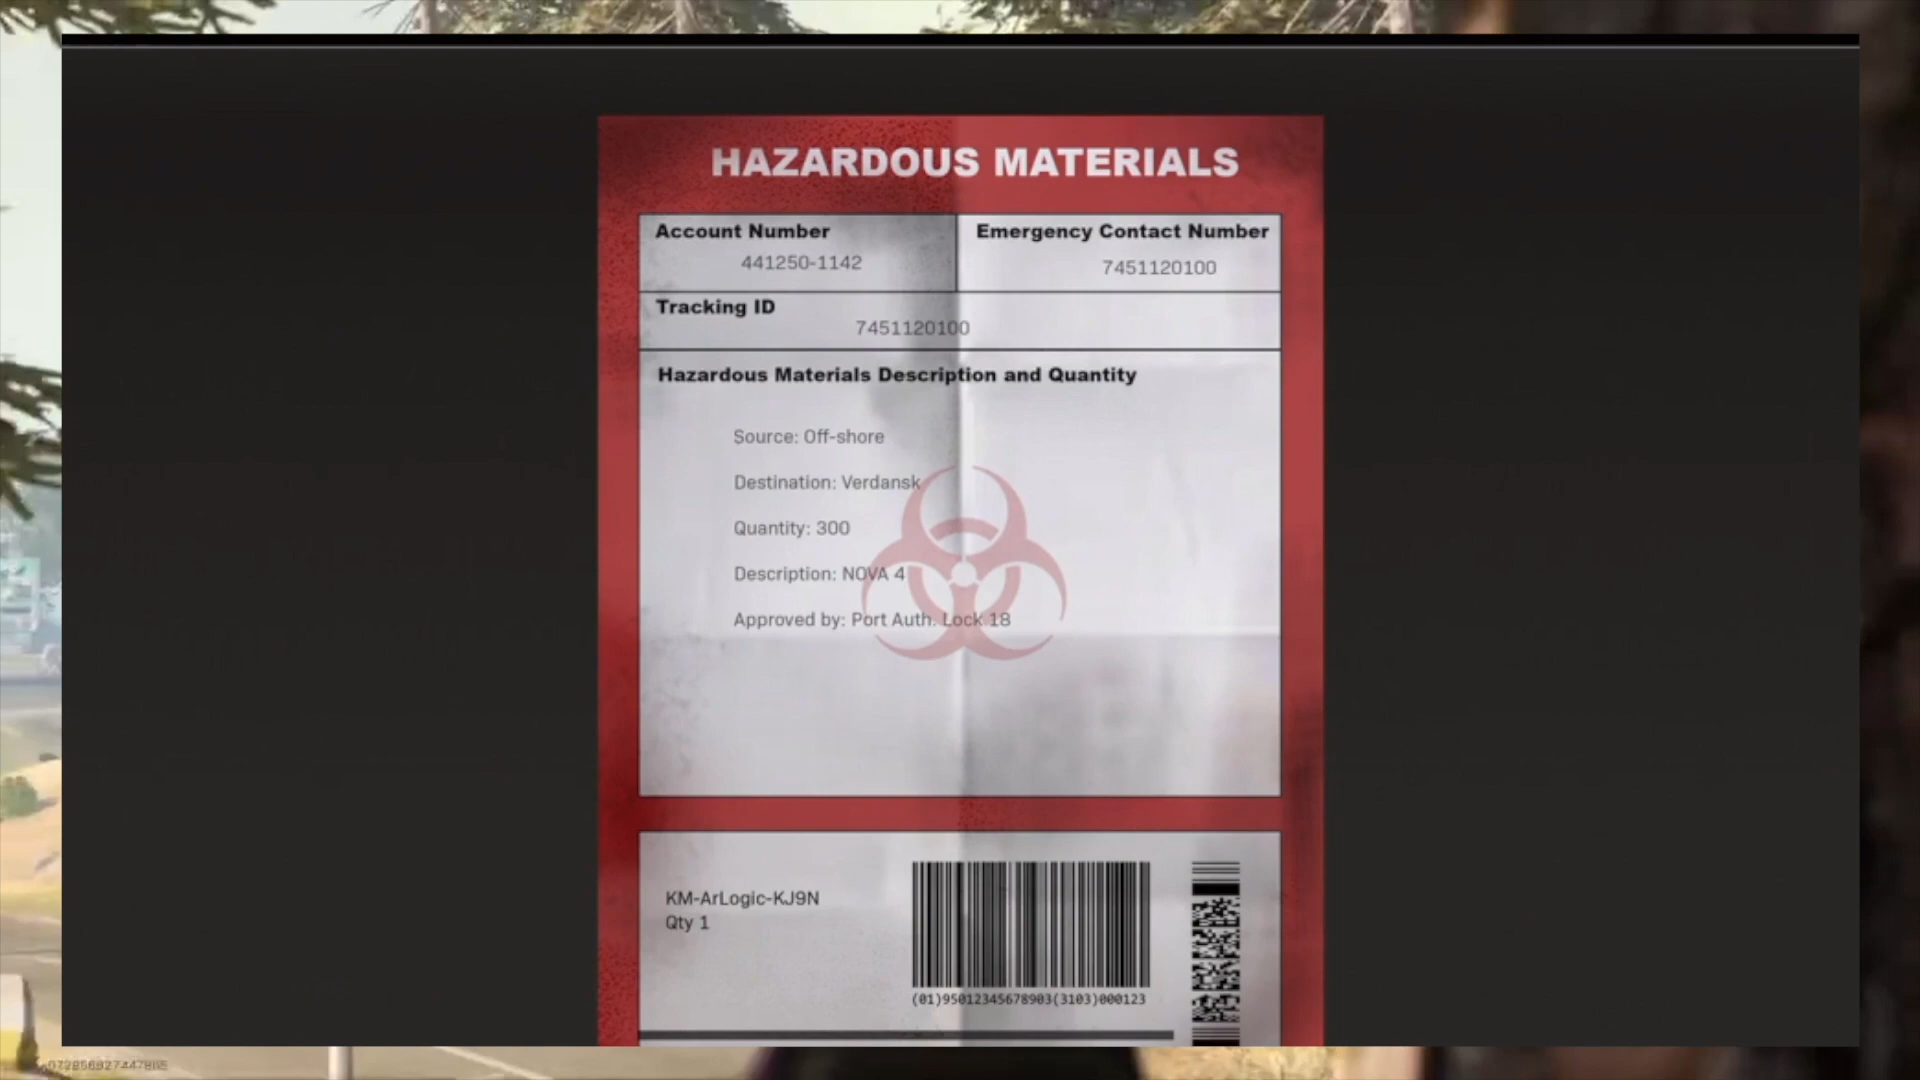 HAZARDOUS MATERIALS
Account Number
441250-1142
Emergency Contact Number
7451120100
Tracking ID
7451120100
Hazardous Materials Description and Quantity
Source: Off-shore
Destination: Verdansk
Quantity: 300
Description: NOVA 4
Approved by: Port Auth. Lock 18
KM-ArLogic-KJ9N
Qty 1
(01)95012345678903(3103)000123